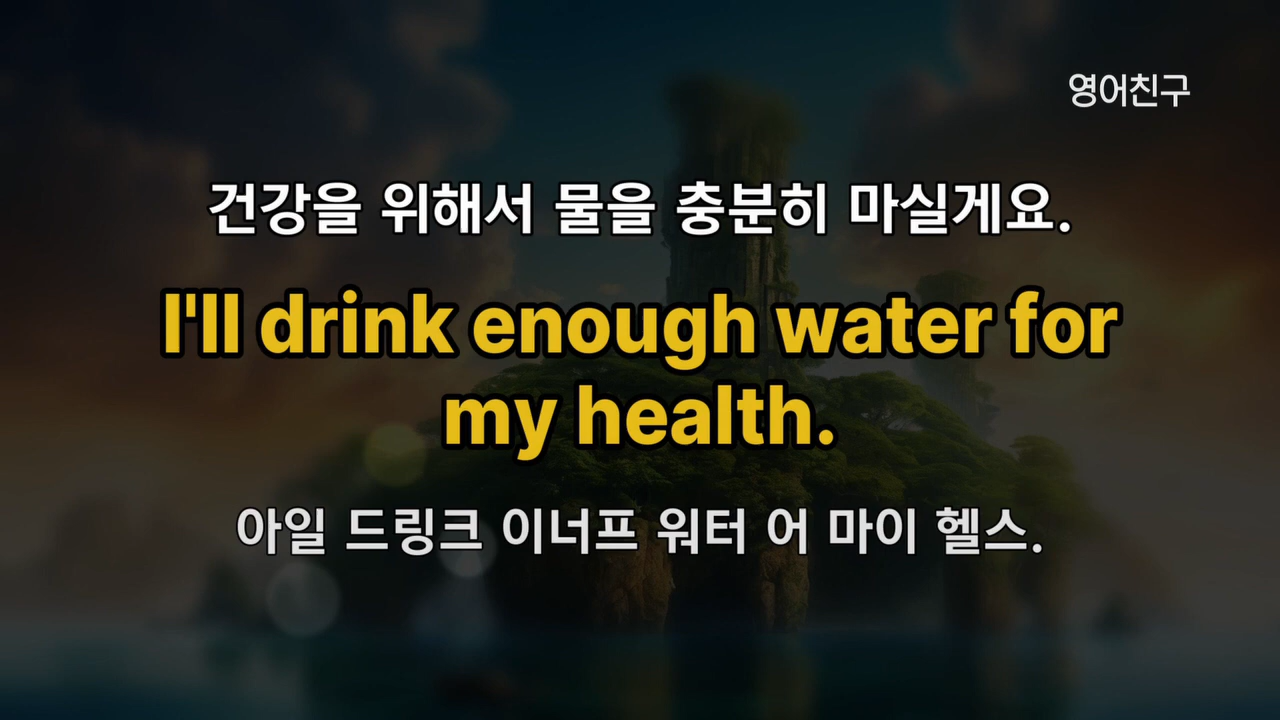 영어친구
건강을 위해서 물을 충분히 마실게요.
I'll drink enough water for
my health.
아일 드링크 이너프 워터 어 마이 헬스.